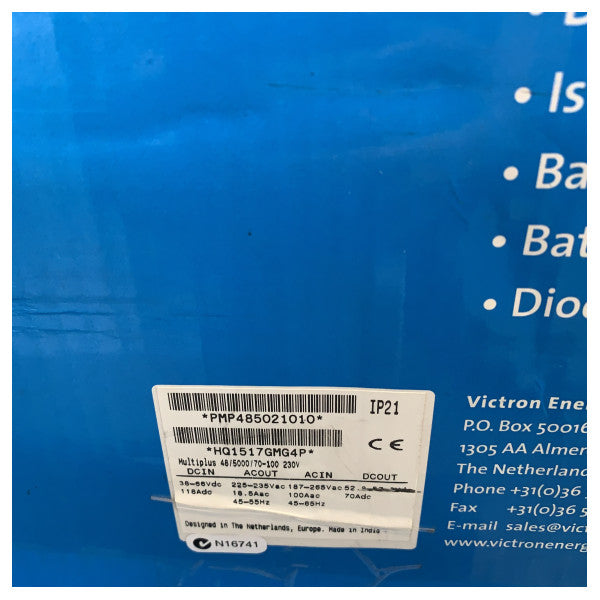 • D
• Is
• Ba
• Bat
• Dio
*PMP485021010*
IP21
*HQ1517GMG4P*
CE
Multiplus 48/5000/70-100 230V
DCIN ACOUT ACIN DCOUT
38-66Vdc 225-235Vac 187-265Vac
118Adc 18.5Aac 100Aac 70Adc
45-55Hz 45-65Hz
Designed in The Netherlands, Europe. Made in India
N16741
Victron Ene
P.O. Box 50016
1305 AA Almer
The Netherland
Phone +31(0)36
Fax +31(0)36 5
E-mail sales@vict
www.victronenerg